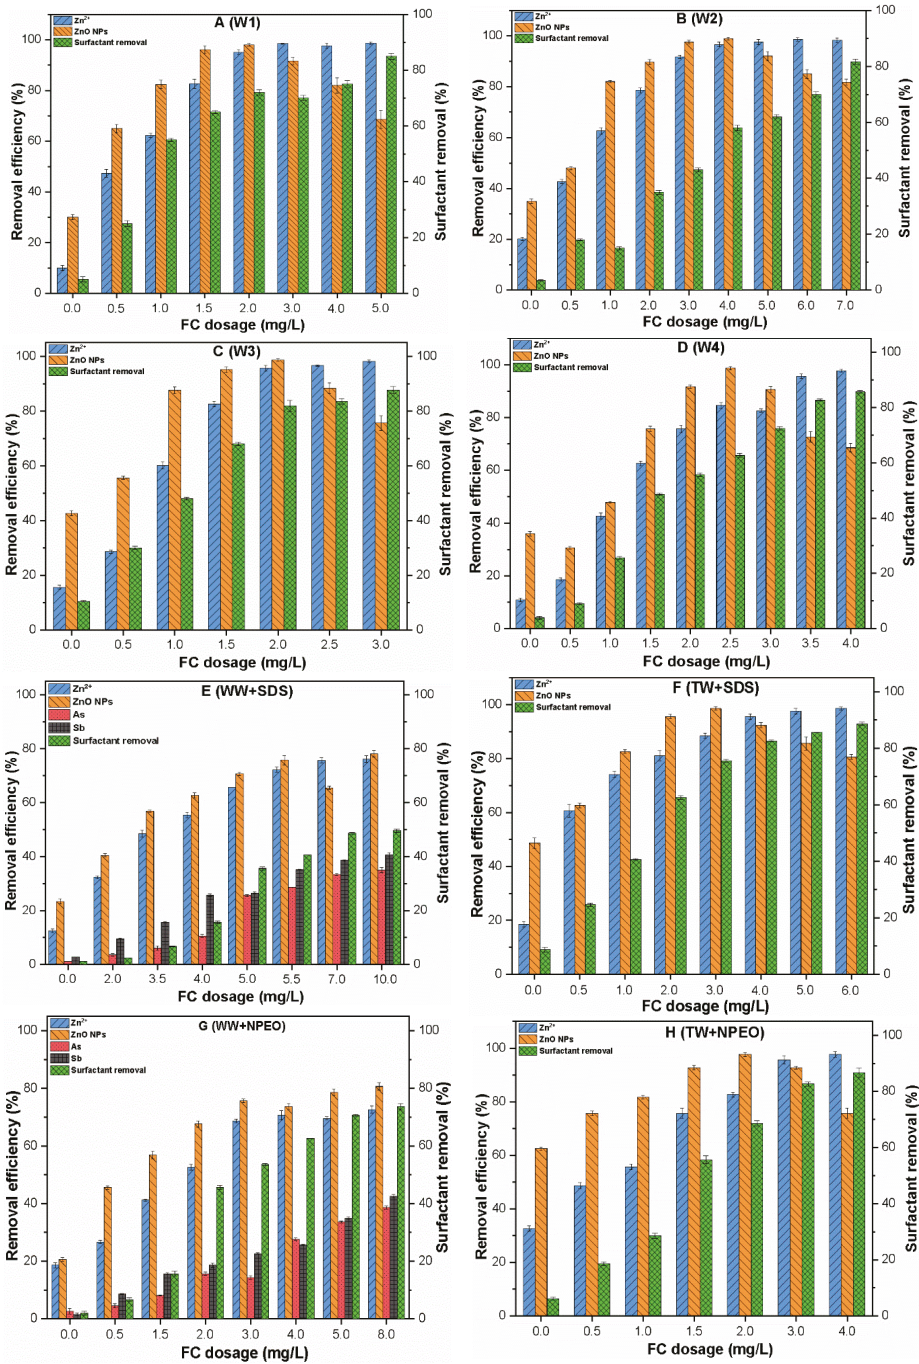 A (W1)
Zn²⁺
ZnO NPs
Surfactant removal
Removal efficiency (%)
0 20 40 60 80 100
Surfactant removal (%)
0 20 40 60 80 100
0.0 0.5 1.0 1.5 2.0 3.0 4.0 5.0
FC dosage (mg/L)
B (W2)
Zn²⁺
ZnO NPs
Surfactant removal
Removal efficiency (%)
0 20 40 60 80 100
Surfactant removal (%)
0 20 40 60 80 100
0.0 0.5 1.0 2.0 3.0 4.0 5.0 6.0 7.0
FC dosage (mg/L)
C (W3)
Zn²⁺
ZnO NPs
Surfactant removal
Removal efficiency (%)
0 20 40 60 80 100
Surfactant removal (%)
0 20 40 60 80 100
0.0 0.5 1.0 1.5 2.0 2.5 3.0
FC dosage (mg/L)
D (W4)
Zn²⁺
ZnO NPs
Surfactant removal
Removal efficiency (%)
0 20 40 60 80 100
Surfactant removal (%)
0 20 40 60 80 100
0.0 0.5 1.0 1.5 2.0 2.5 3.0 3.5 4.0
FC dosage (mg/L)
E (WW+SDS)
Zn²⁺
ZnO NPs
As
Sb
Surfactant removal
Removal efficiency (%)
0 20 40 60 80 100
Surfactant removal (%)
0 20 40 60 80 100
0.0 2.0 3.5 4.0 5.0 5.5 7.0 10.0
FC dosage (mg/L)
F (TW+SDS)
Zn²⁺
ZnO NPs
Surfactant removal
Removal efficiency (%)
0 20 40 60 80 100
Surfactant removal (%)
0 20 40 60 80 100
0.0 0.5 1.0 2.0 3.0 4.0 5.0 6.0
FC dosage (mg/L)
G (WW+NPEO)
Zn²⁺
ZnO NPs
As
Sb
Surfactant removal
Removal efficiency (%)
0 20 40 60 80 100
Surfactant removal (%)
0 20 40 60 80 100
0.0 0.5 1.5 2.0 3.0 4.0 5.0 8.0
FC dosage (mg/L)
H (TW+NPEO)
Zn²⁺
ZnO NPs
Surfactant removal
Removal efficiency (%)
0 20 40 60 80 100
Surfactant removal (%)
0 20 40 60 80 100
0.0 0.5 1.0 1.5 2.0 3.0 4.0
FC dosage (mg/L)